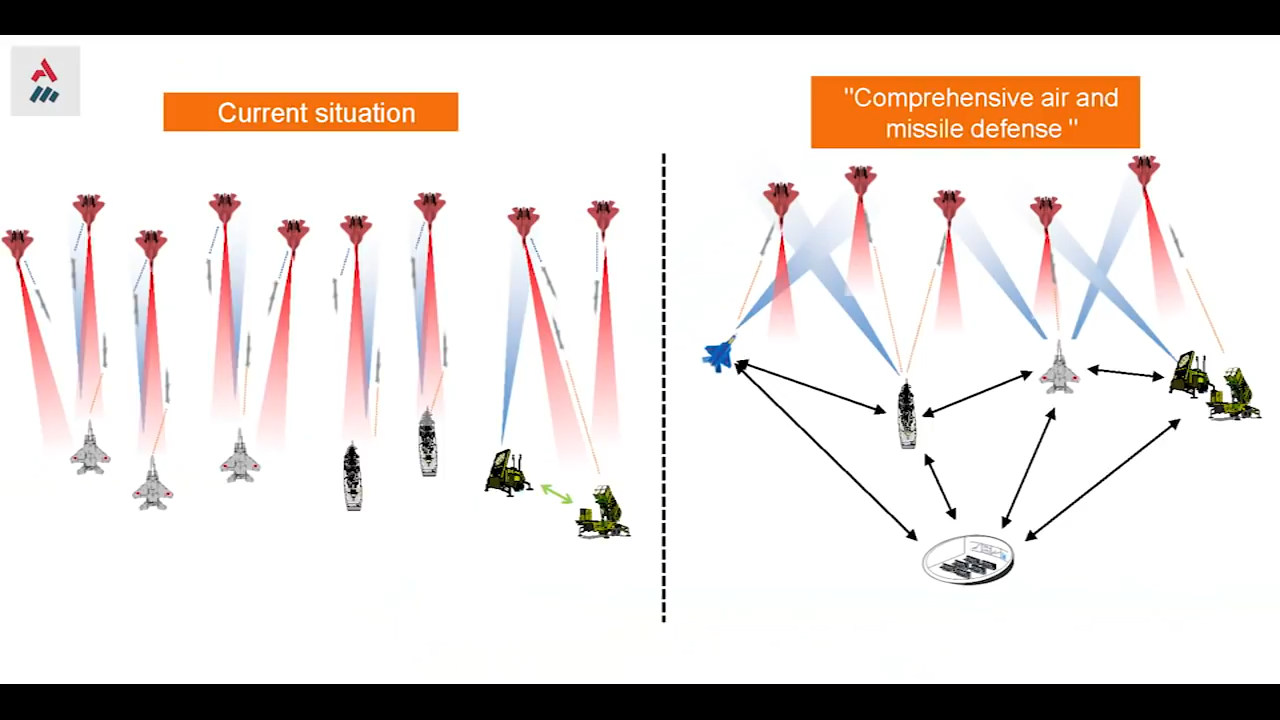 Current situation
"Comprehensive air and
missile defense "